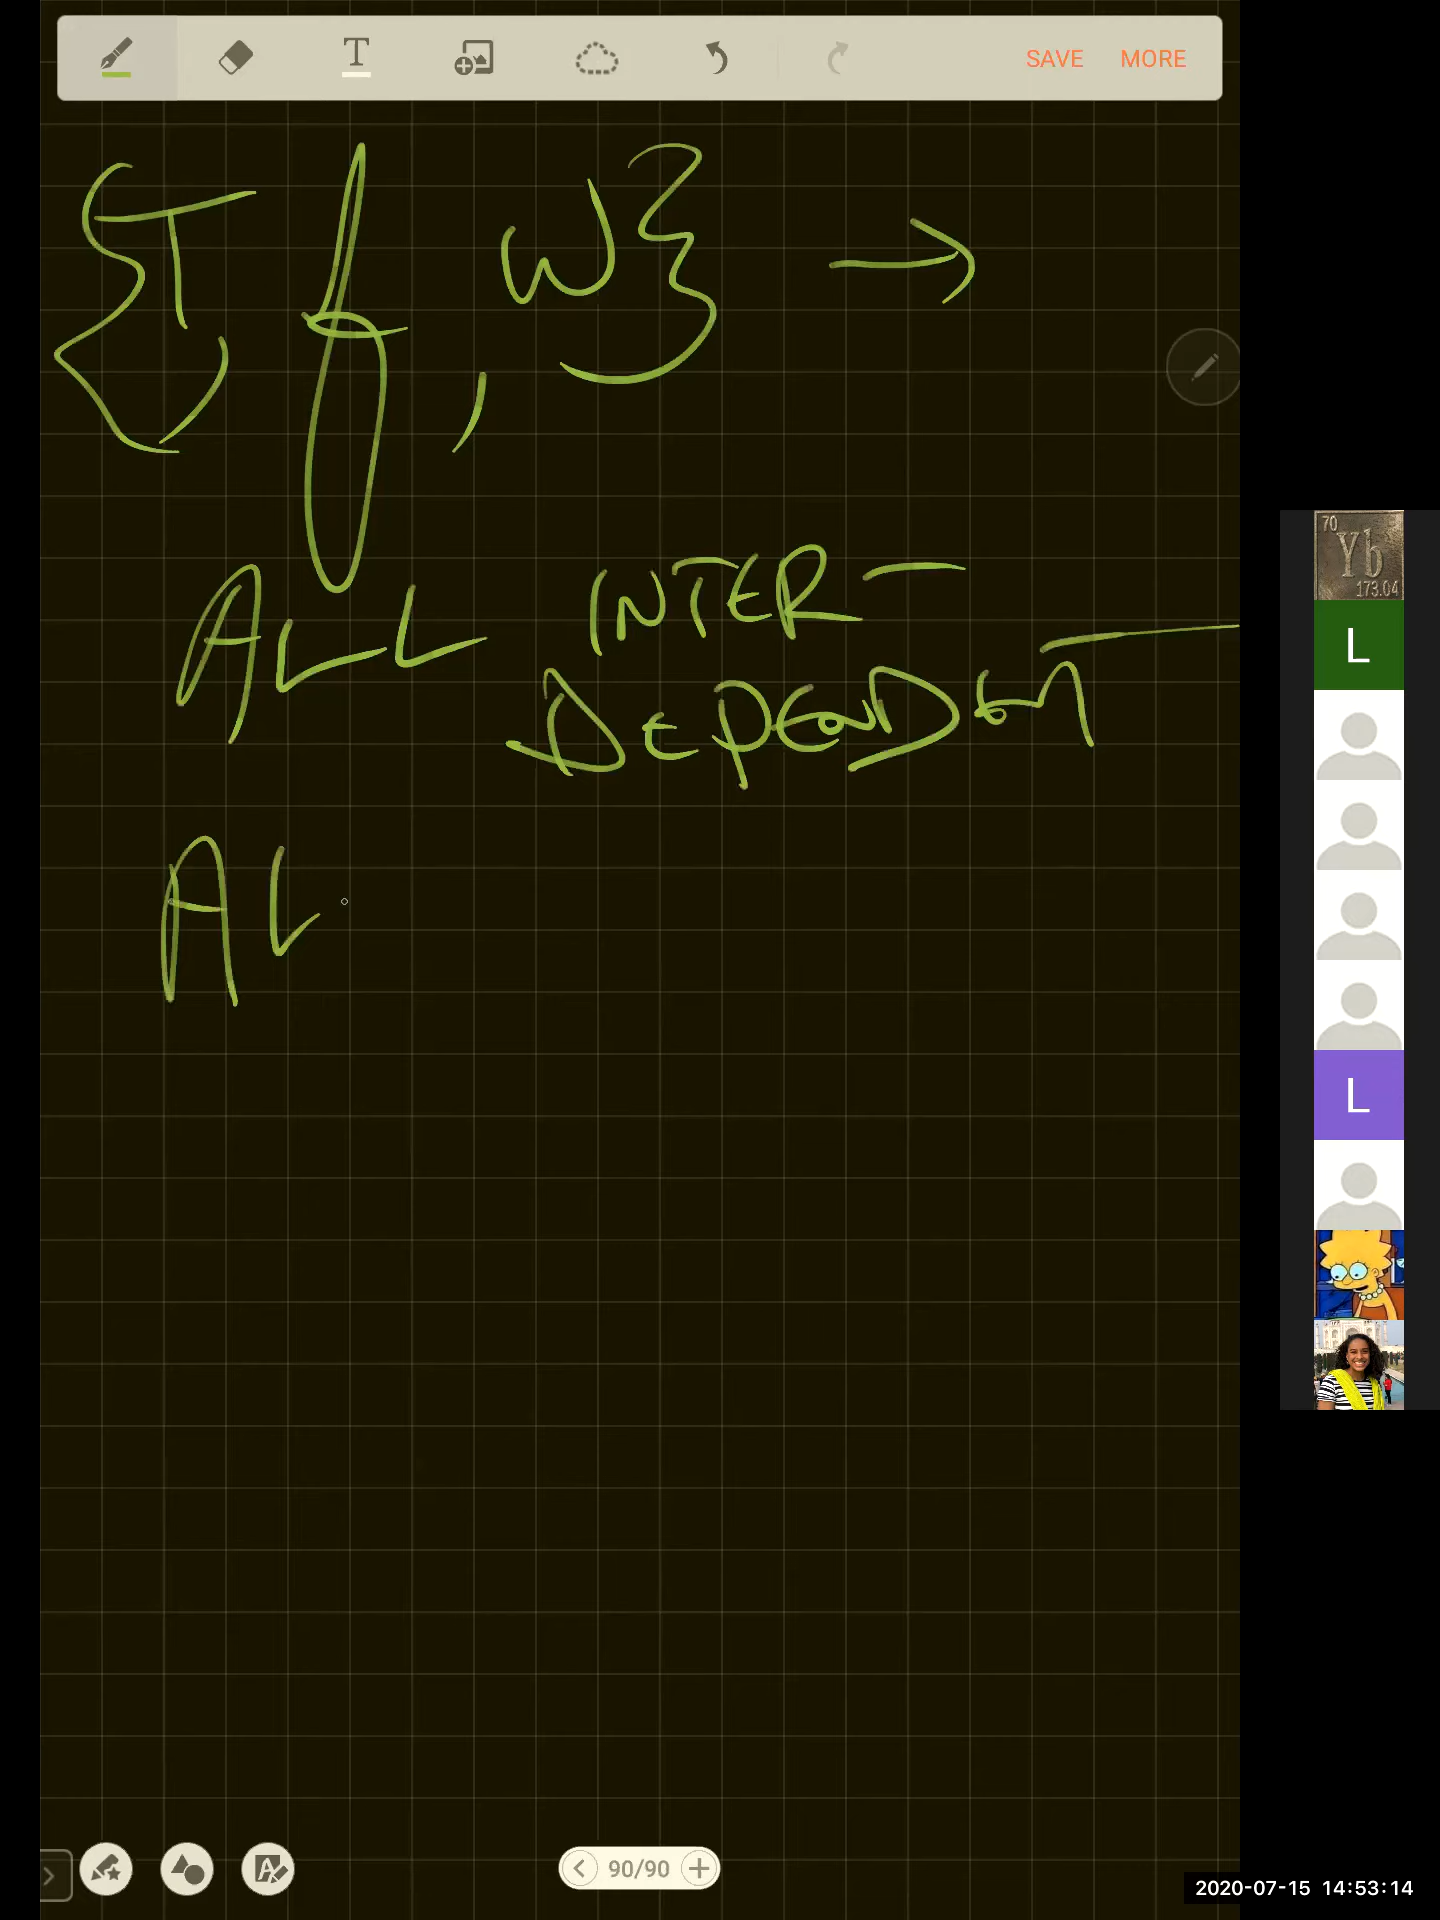 T SAVE MORE
{T, f, w} →
ALL INTER-
DEPENDENT
AL
70
Yb
173.04
L
L
90/90
2020-07-15 14:53:14